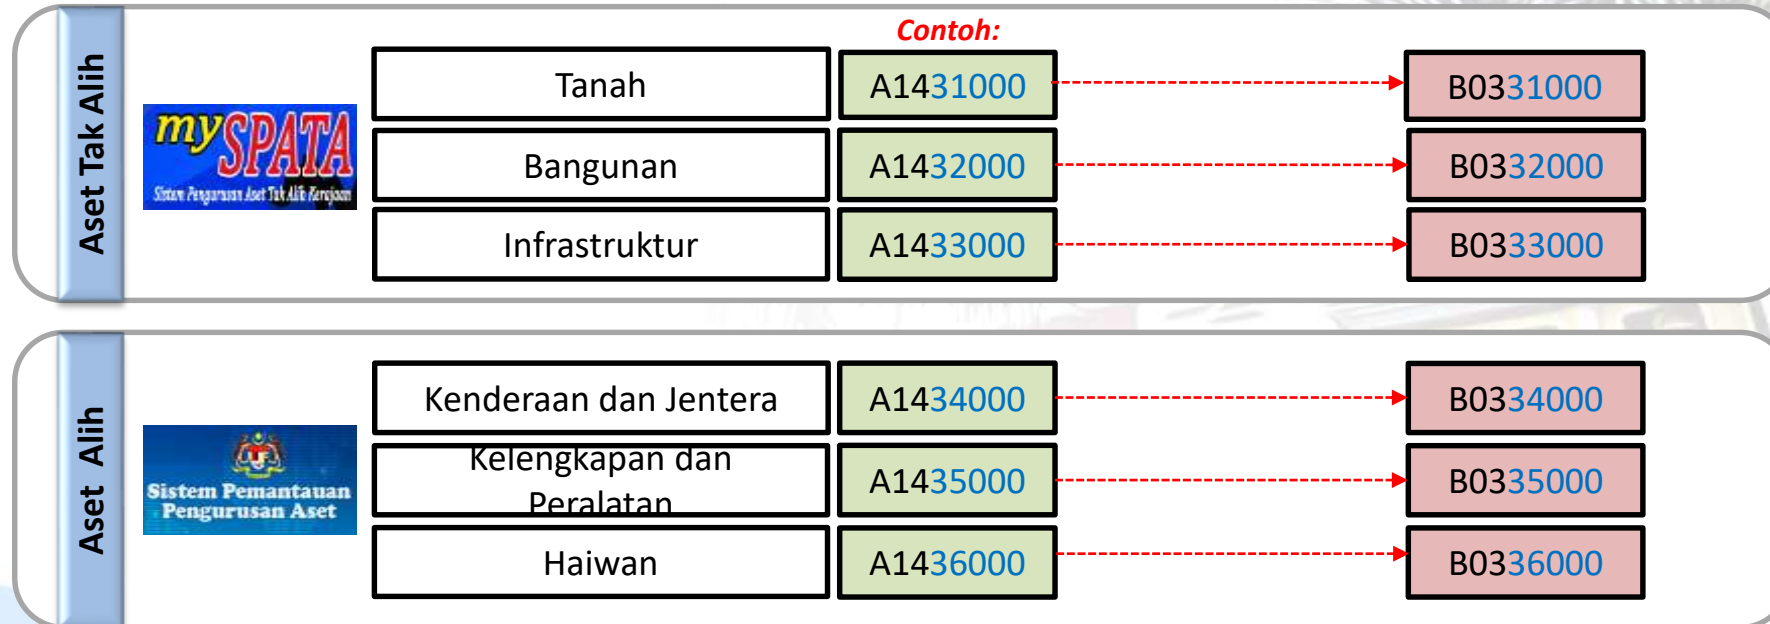 Contoh:
Aset Tak Alih
mySPATA
Sistem Pengurusan Aset Tak Alih Kerajaan
Tanah
A1431000
B0331000
Bangunan
A1432000
B0332000
Infrastruktur
A1433000
B0333000
Aset Alih
Sistem Pemantauan
Pengurusan Aset
Kenderaan dan Jentera
A1434000
B0334000
Kelengkapan dan
Peralatan
A1435000
B0335000
Haiwan
A1436000
B0336000